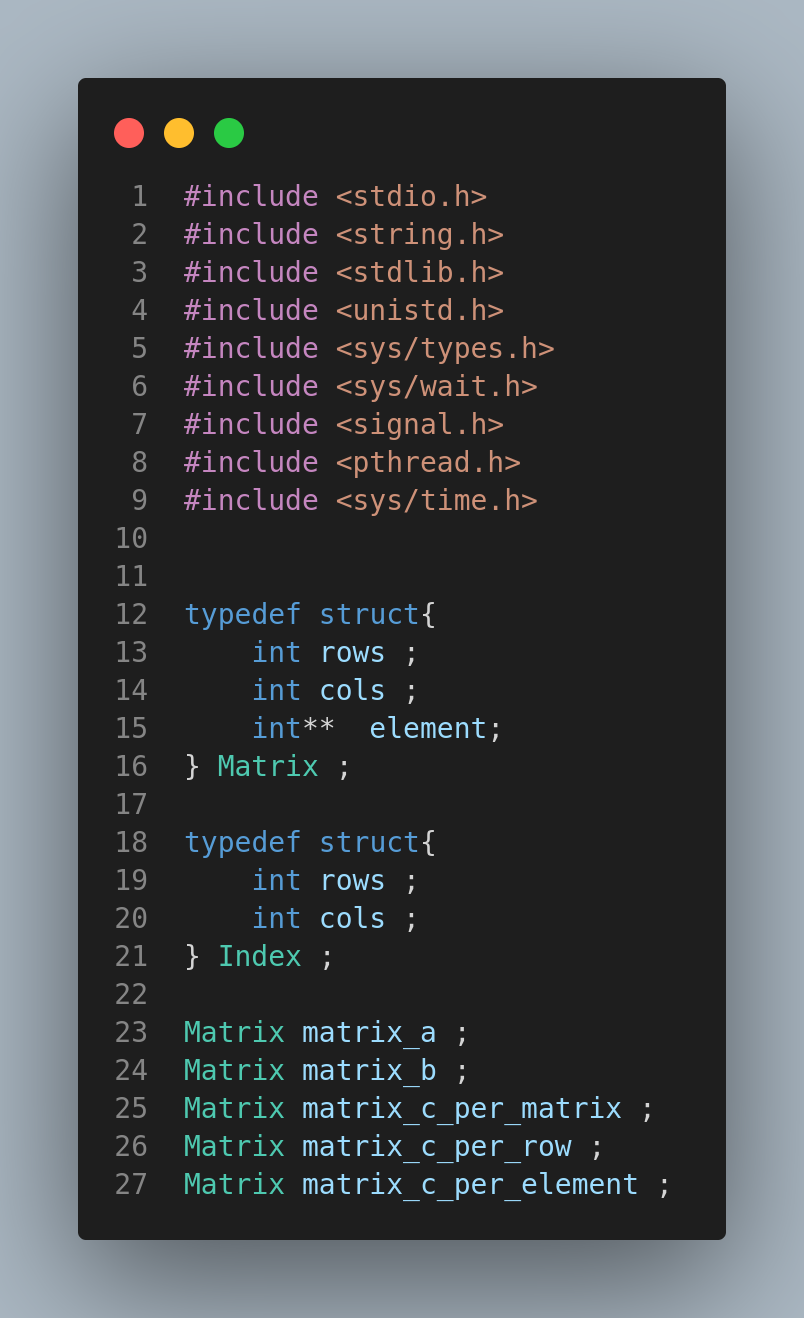 1 #include <stdio.h>
2 #include <string.h>
3 #include <stdlib.h>
4 #include <unistd.h>
5 #include <sys/types.h>
6 #include <sys/wait.h>
7 #include <signal.h>
8 #include <pthread.h>
9 #include <sys/time.h>
10
11
12 typedef struct{
13     int rows ;
14     int cols ;
15     int**  element;
16 } Matrix ;
17
18 typedef struct{
19     int rows ;
20     int cols ;
21 } Index ;
22
23 Matrix matrix_a ;
24 Matrix matrix_b ;
25 Matrix matrix_c_per_matrix ;
26 Matrix matrix_c_per_row ;
27 Matrix matrix_c_per_element ;